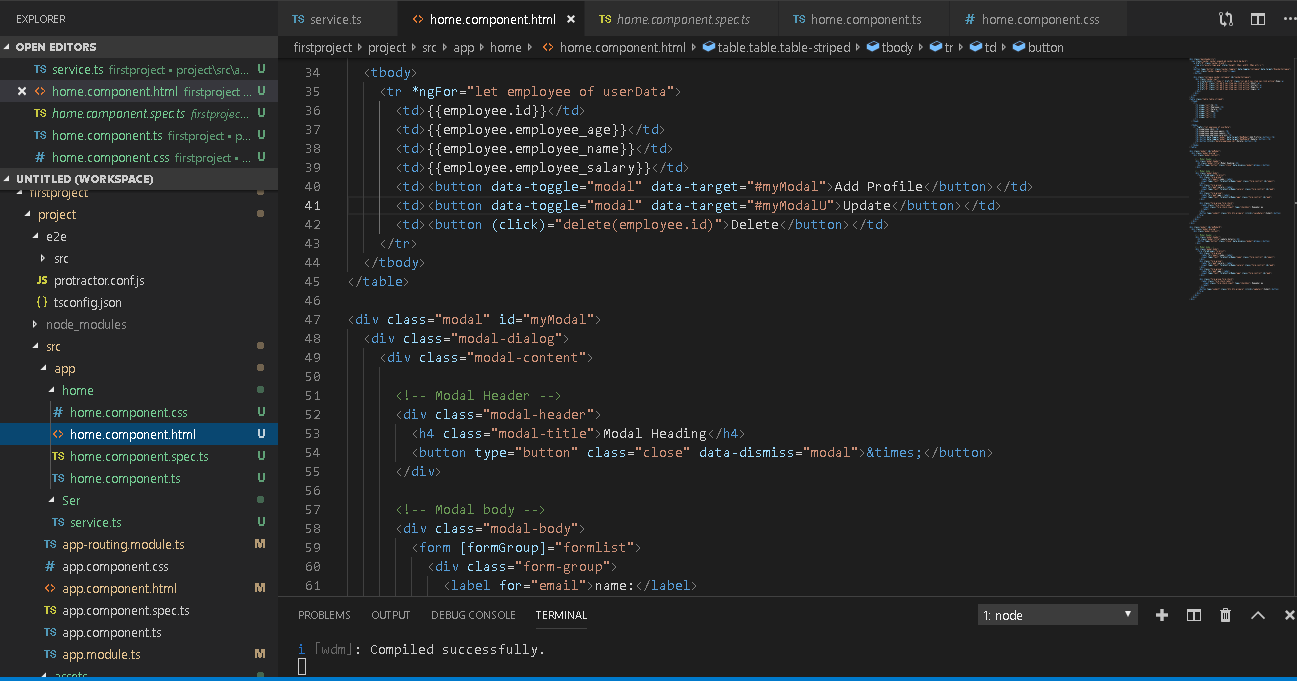 EXPLORER
OPEN EDITORS
TS service.ts firstproject • project\src\a... U
<> home.component.html firstproject ... U
TS home.component.spec.ts firstprojec... U
TS home.component.ts firstproject • p... U
# home.component.css firstproject • ... U
UNTITLED (WORKSPACE)
firstproject
project
e2e
src
JS protractor.conf.js
{} tsconfig.json
node_modules
src
app
home
# home.component.css U
<> home.component.html U
TS home.component.spec.ts U
TS home.component.ts U
Ser
TS service.ts U
TS app-routing.module.ts M
# app.component.css
<> app.component.html M
TS app.component.spec.ts
TS app.component.ts
TS app.module.ts M
assets
TS service.ts <> home.component.html × TS home.component.spec.ts TS home.component.ts # home.component.css
firstproject project src app home <> home.component.html table.table.table-striped tbody tr td button
34 <tbody>
35 <tr *ngFor="let employee of userData">
36 <td>{{employee.id}}</td>
37 <td>{{employee.employee_age}}</td>
38 <td>{{employee.employee_name}}</td>
39 <td>{{employee.employee_salary}}</td>
40 <td><button data-toggle="modal" data-target="#myModal">Add Profile</button></td>
41 <td><button data-toggle="modal" data-target="#myModalU">Update</button></td>
42 <td><button (click)="delete(employee.id)">Delete</button></td>
43 </tr>
44 </tbody>
45 </table>
46
47 <div class="modal" id="myModal">
48 <div class="modal-dialog">
49 <div class="modal-content">
50
51 <!-- Modal Header -->
52 <div class="modal-header">
53 <h4 class="modal-title">Modal Heading</h4>
54 <button type="button" class="close" data-dismiss="modal">&times;</button>
55 </div>
56
57 <!-- Modal body -->
58 <div class="modal-body">
59 <form [formGroup]="formlist">
60 <div class="form-group">
61 <label for="email">name:</label>
PROBLEMS OUTPUT DEBUG CONSOLE TERMINAL 1: node
i ｢wdm｣: Compiled successfully.